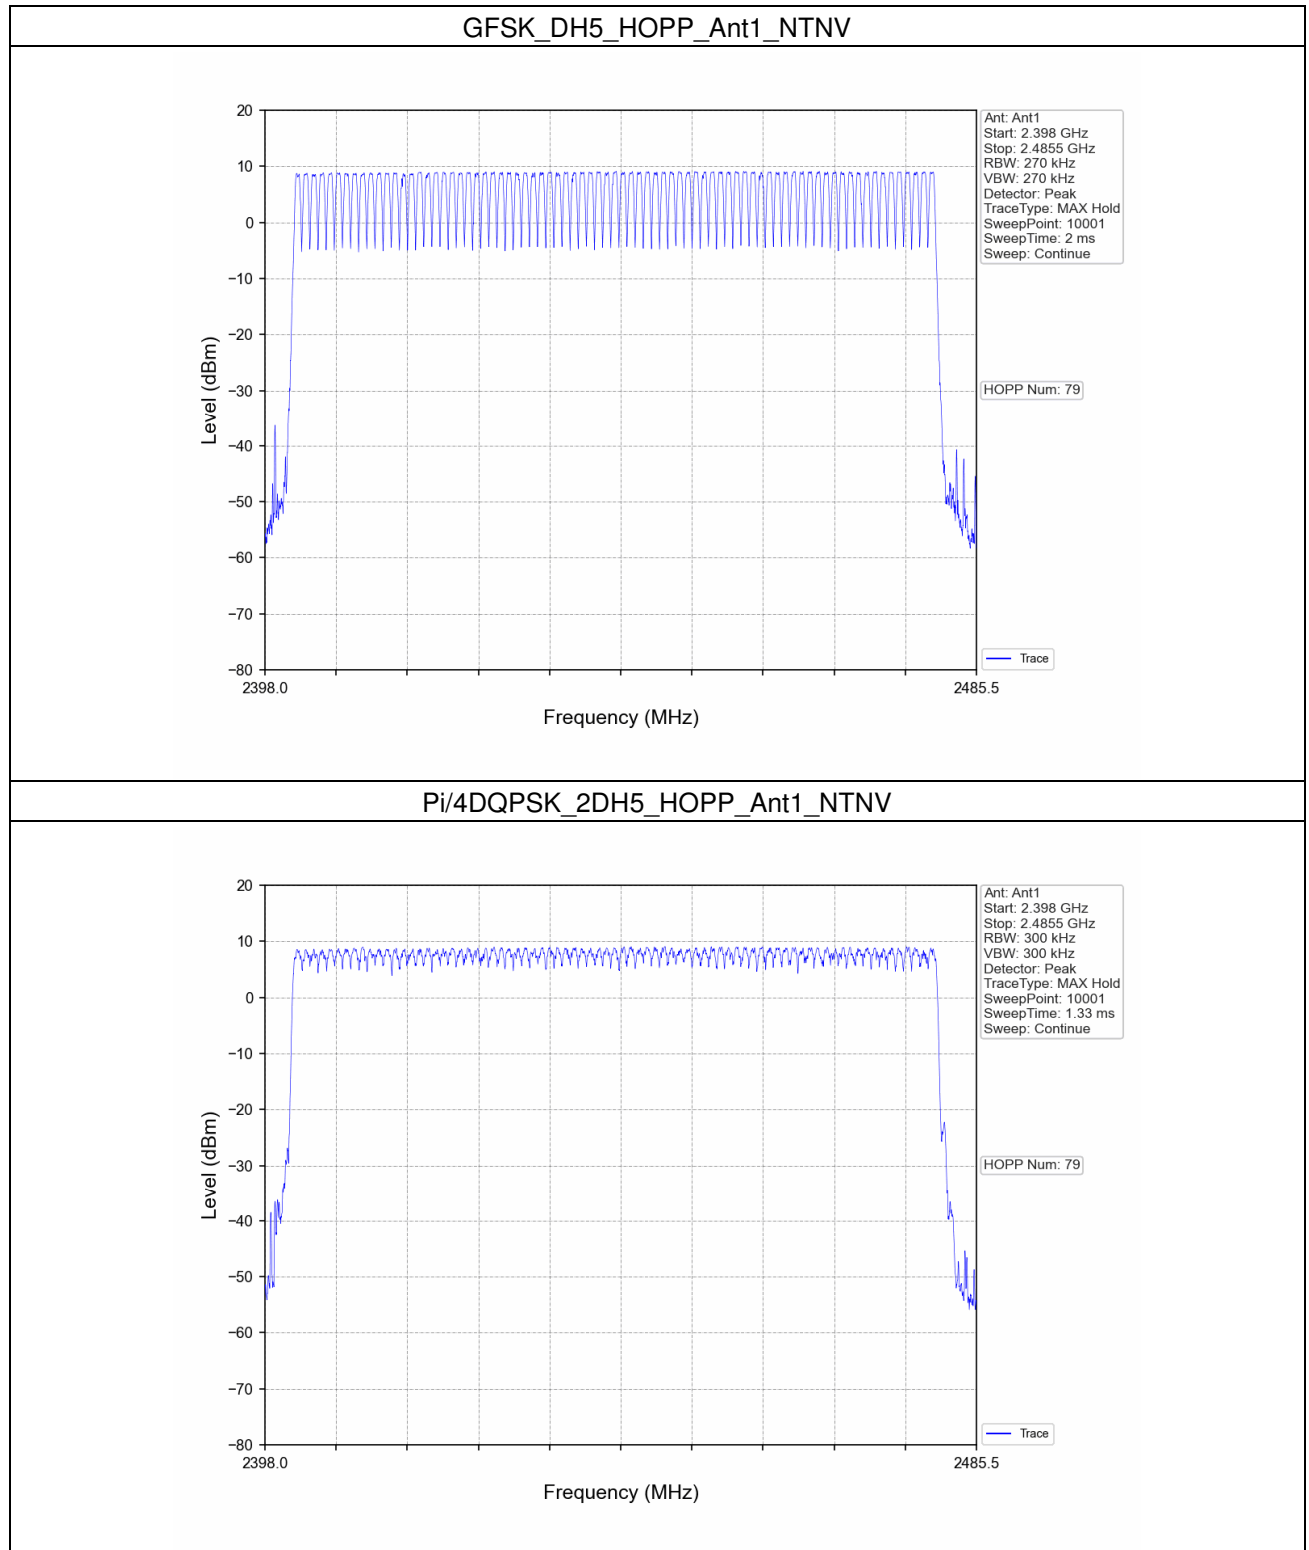 GFSK_DH5_HOPP_Ant1_NTNV
20
10
0
−10
−20
−30
−40
−50
−60
−70
−80
Level (dBm)
2398.0
2485.5
Frequency (MHz)
Ant: Ant1
Start: 2.398 GHz
Stop: 2.4855 GHz
RBW: 270 kHz
VBW: 270 kHz
Detector: Peak
TraceType: MAX Hold
SweepPoint: 10001
SweepTime: 2 ms
Sweep: Continue
HOPP Num: 79
Trace
Pi/4DQPSK_2DH5_HOPP_Ant1_NTNV
20
10
0
−10
−20
−30
−40
−50
−60
−70
−80
Level (dBm)
2398.0
2485.5
Frequency (MHz)
Ant: Ant1
Start: 2.398 GHz
Stop: 2.4855 GHz
RBW: 300 kHz
VBW: 300 kHz
Detector: Peak
TraceType: MAX Hold
SweepPoint: 10001
SweepTime: 1.33 ms
Sweep: Continue
HOPP Num: 79
Trace